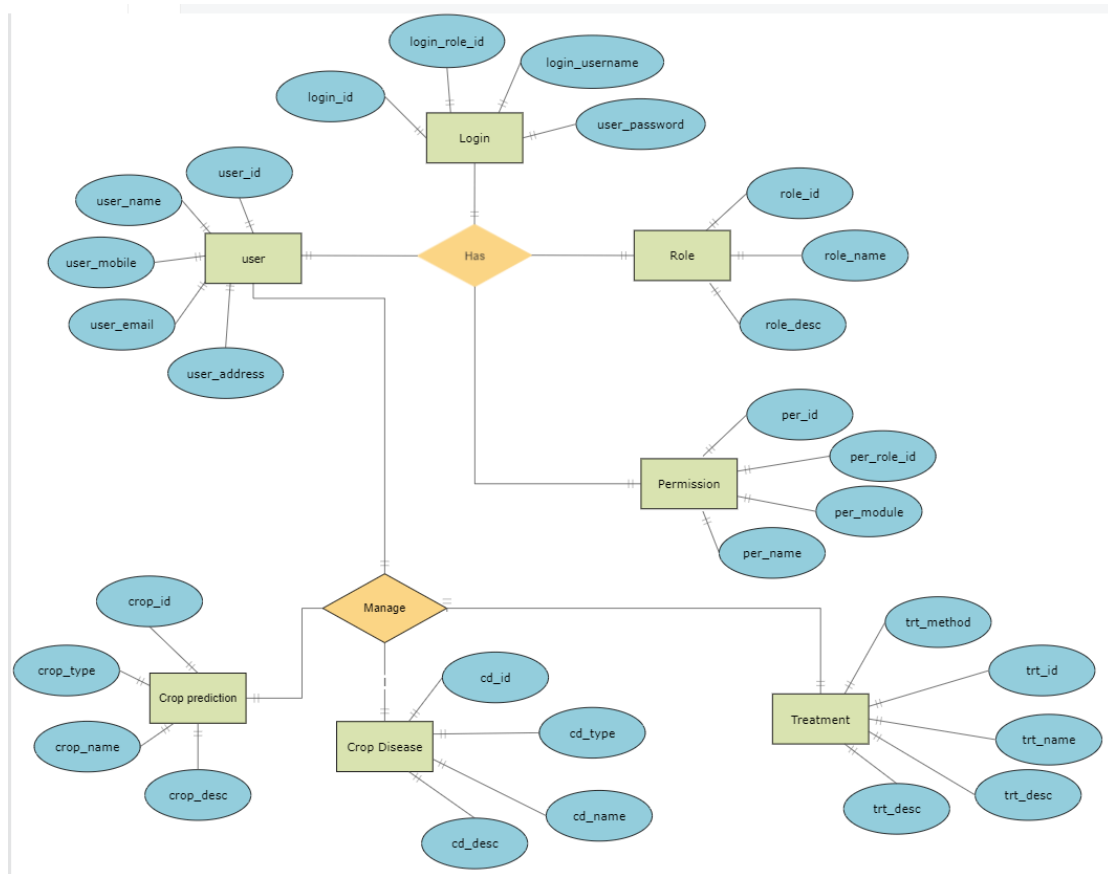 login_role_id
login_username
login_id
user_password
Login
user_id
user_name
user_mobile
user
user_email
user_address
Has
role_id
Role
role_name
role_desc
per_id
per_role_id
Permission
per_module
per_name
Manage
crop_id
crop_type
Crop prediction
crop_name
crop_desc
cd_id
cd_type
Crop Disease
cd_name
cd_desc
trt_method
trt_id
Treatment
trt_name
trt_desc
trt_desc